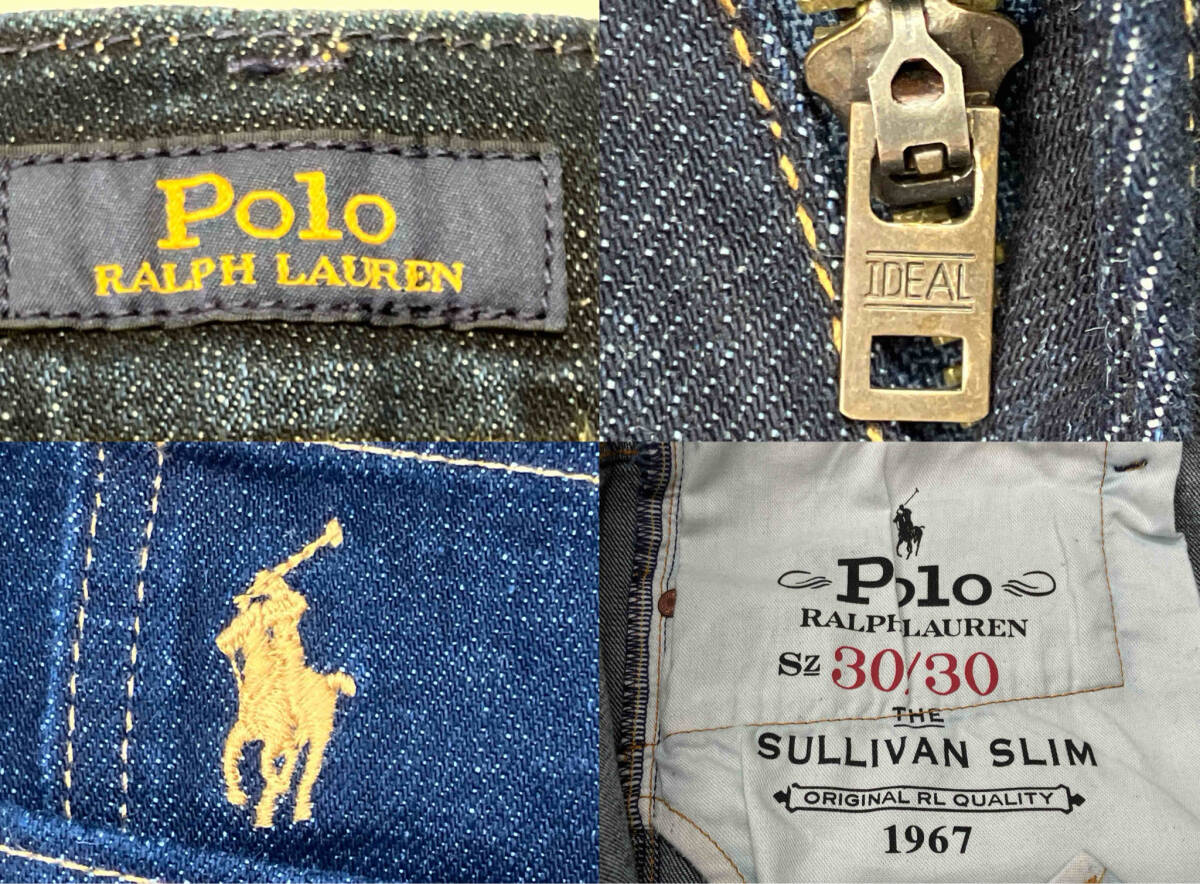 Polo
RALPH LAUREN
IDEAL
Polo
RALPH LAUREN
Sz 30/30
THE
SULLIVAN SLIM
ORIGINAL RL QUALITY
1967